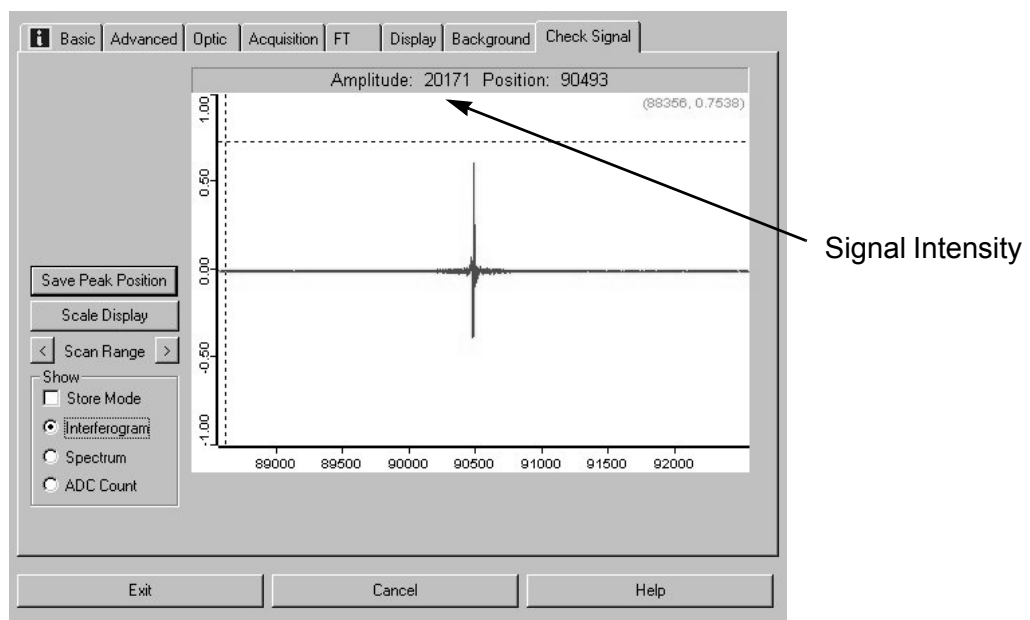 i Basic Advanced Optic Acquisition FT Display Background Check Signal
Amplitude: 20171 Position: 90493
(88356, 0.7538)
1.00
0.50
0.00
-0.50
-1.00
89000 89500 90000 90500 91000 91500 92000
Signal Intensity
Save Peak Position
Scale Display
< Scan Range >
Show
Store Mode
Interferogram
Spectrum
ADC Count
Exit Cancel Help